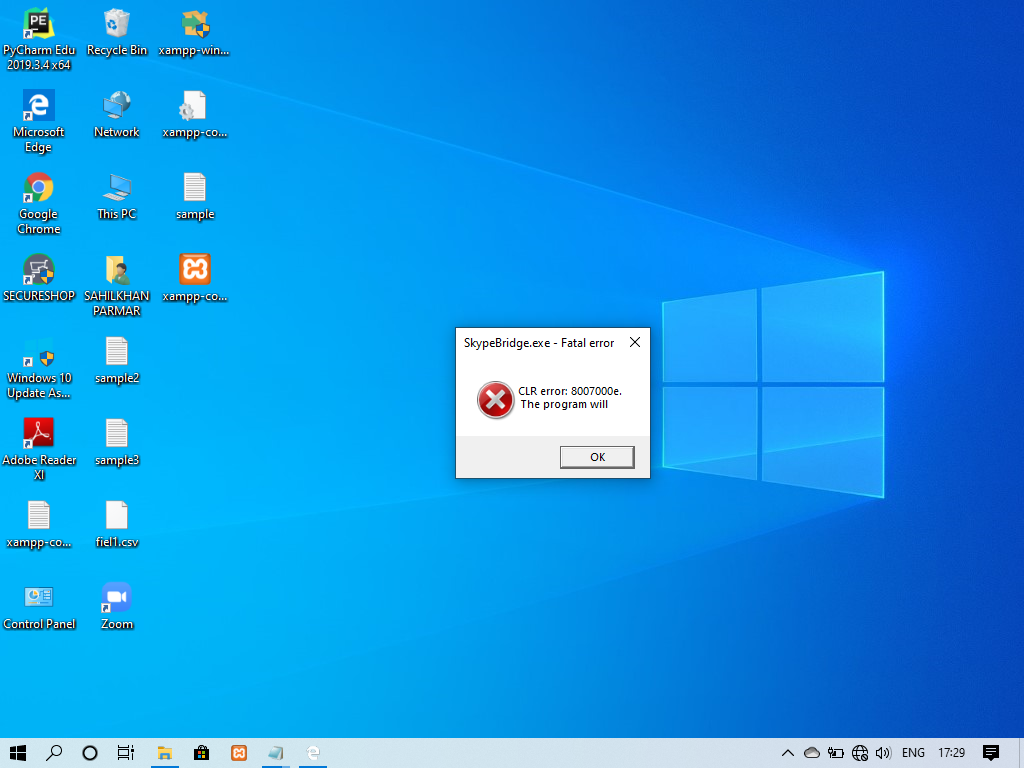 PyCharm Edu
2019.3.4 x64
Recycle Bin
xampp-win...
Microsoft
Edge
Network
xampp-co...
Google
Chrome
This PC
sample
SECURESHOP
SAHILKHAN
PARMAR
xampp-co...
Windows 10
Update As...
sample2
Adobe Reader
XI
sample3
xampp-co...
fiel1.csv
Control Panel
Zoom
SkypeBridge.exe - Fatal error
CLR error: 8007000e.
The program will
OK
ENG
17:29